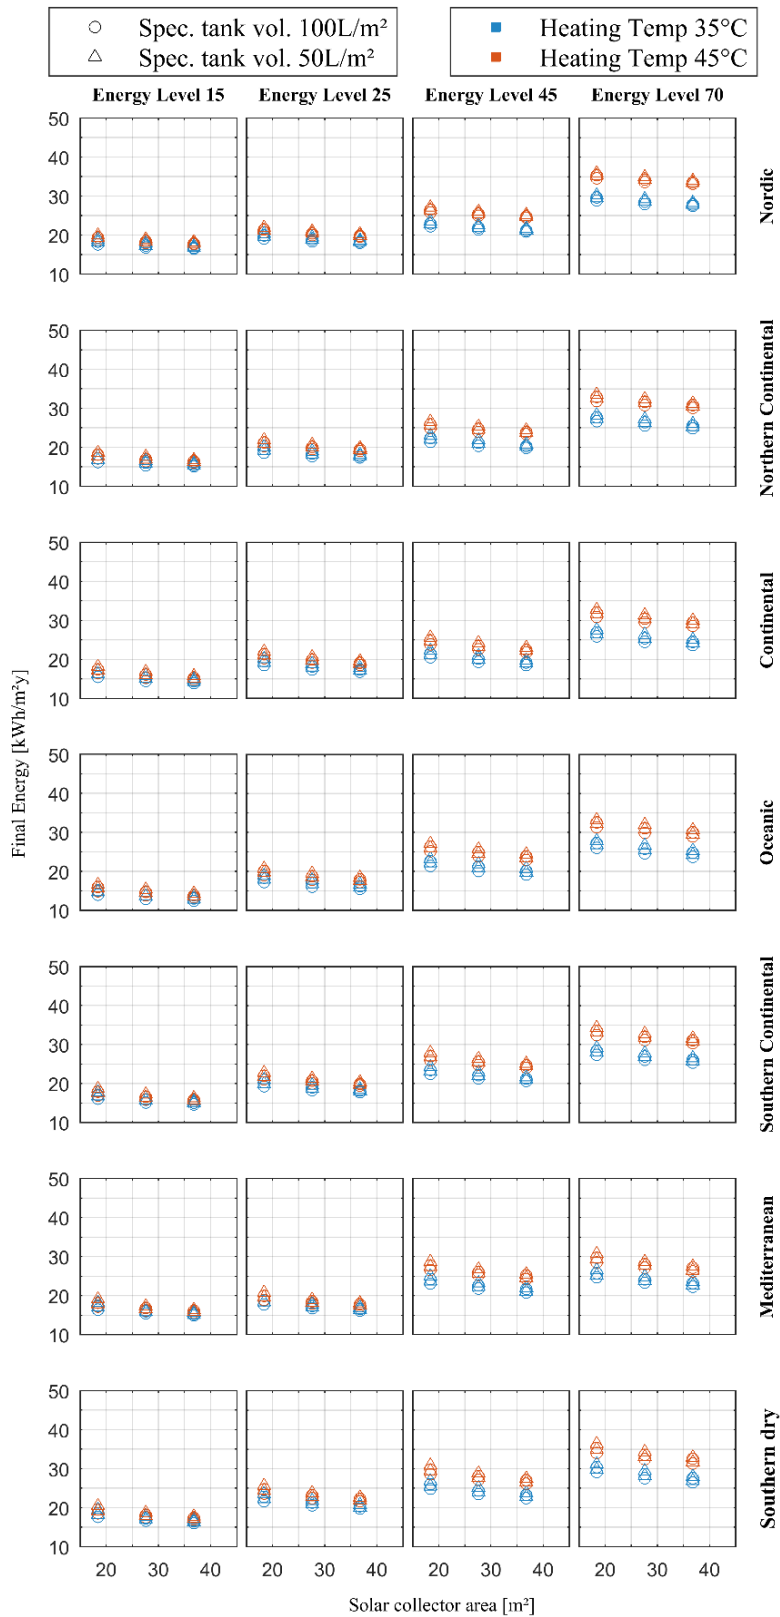 Spec. tank vol. 100L/m² Heating Temp 35°C
Spec. tank vol. 50L/m² Heating Temp 45°C
Energy Level 15 Energy Level 25 Energy Level 45 Energy Level 70
50
40
30
20
10
Nordic
50
40
30
20
10
Northern Continental
50
40
30
20
10
Continental
Final Energy [kWh/m²y]
50
40
30
20
10
Oceanic
50
40
30
20
10
Southern Continental
50
40
30
20
10
Mediterranean
50
40
30
20
10
Southern dry
20 30 40 20 30 40 20 30 40 20 30 40
Solar collector area [m²]